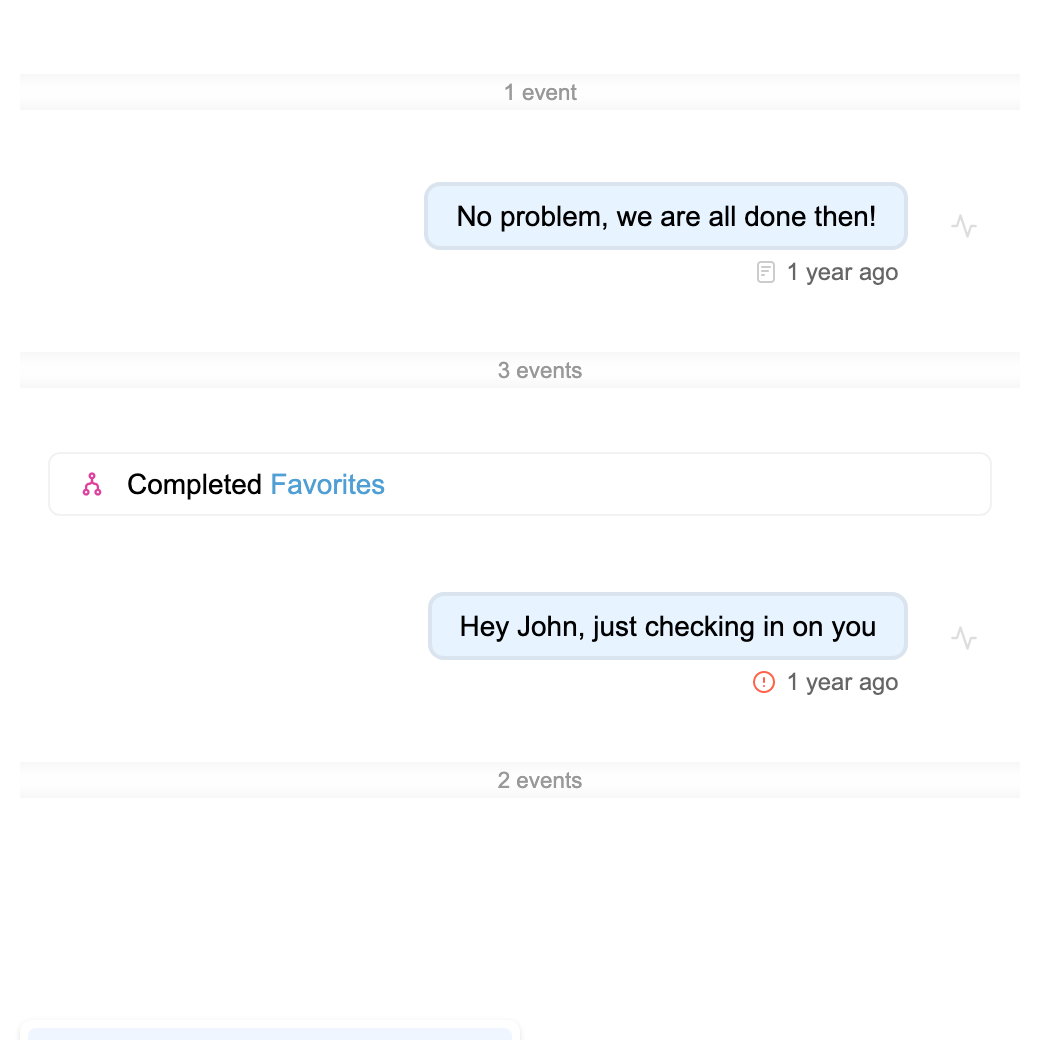 1 event
No problem, we are all done then!
1 year ago
3 events
Completed Favorites
Hey John, just checking in on you
1 year ago
2 events